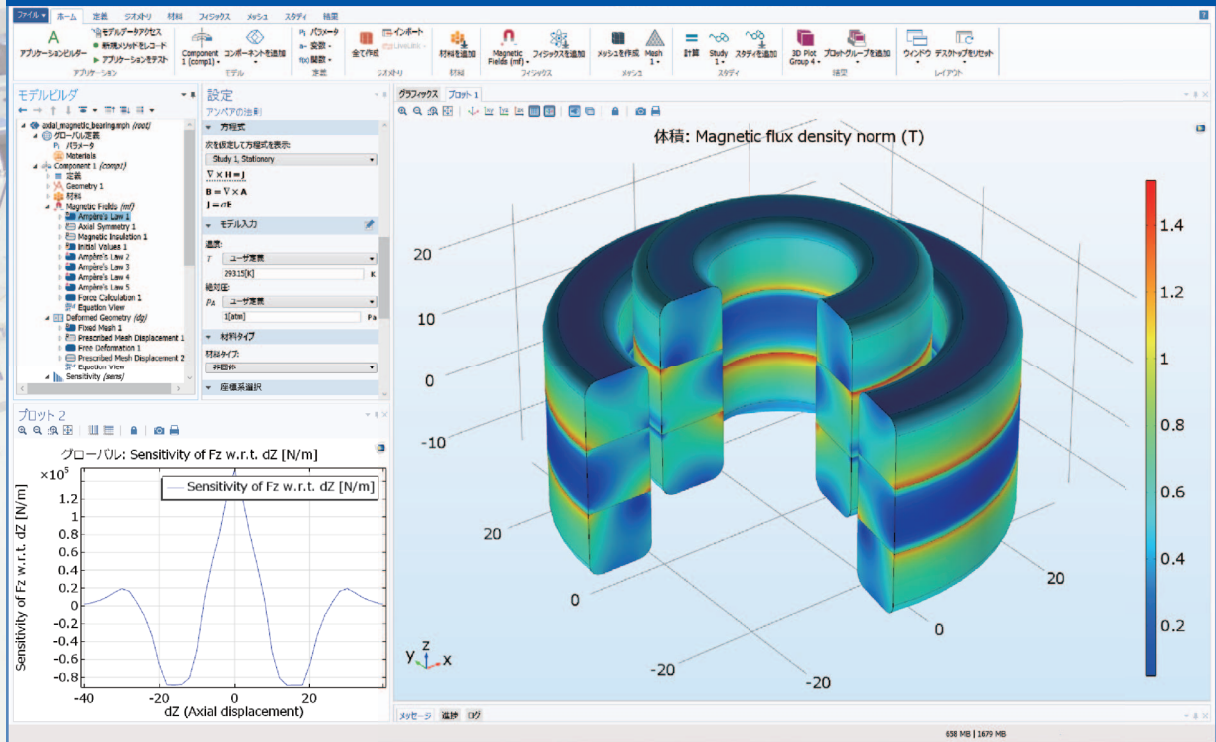 ファイル▼ ホーム 定義 ジオメトリ 材料 フィジックス メッシュ スタディ 結果
A
アプリケーションビルダー
モデルデータアクセス
新規メソッドをレコード
アプリケーションをテスト
アプリケーション
Component
1 (comp1)
コンポーネントを追加
モデル
Pi パラメータ
a= 変数
f(x) 関数
定義
全て作成
インポート
LiveLink
ジオメトリ
材料を追加
材料
Magnetic
Fields (mf)
フィジックスを追加
フィジックス
メッシュを作成
Mesh
1
メッシュ
計算
Study
1
スタディを追加
スタディ
3D Plot
Group 4
プロットグループを追加
結果
ウィンドウ
デスクトップをリセット
レイアウト
モデルビルダ
axial_magnetic_bearing.mph (root)
グローバル定義
Pi パラメータ
Materials
Component 1 (comp1)
定義
Geometry 1
材料
Magnetic Fields (mf)
Ampère's Law 1
Axial Symmetry 1
Magnetic Insulation 1
Initial Values 1
Ampère's Law 2
Ampère's Law 3
Ampère's Law 4
Ampère's Law 5
Force Calculation 1
Equation View
Deformed Geometry (dg)
Fixed Mesh 1
Prescribed Mesh Displacement 1
Free Deformation 1
Prescribed Mesh Displacement 2
Equation View
Sensitivity (sens)
設定
アンペアの法則
方程式
次を仮定して方程式を表示:
Study 1, Stationary
∇ × H = J
B = ∇ × A
J = σE
モデル入力
温度:
T ユーザ定義
293.15[K] K
絶対圧:
pA ユーザ定義
1[atm] Pa
材料タイプ
材料タイプ:
座標系選択
グラフィックス プロット 1
体積: Magnetic flux density norm (T)
20
10
0
-10
20
0
-20
-20
0
20
1.4
1.2
1
0.8
0.6
0.4
0.2
y z x
プロット 2
グローバル: Sensitivity of Fz w.r.t. dZ [N/m]
×10⁵
Sensitivity of Fz w.r.t. dZ [N/m]
Sensitivity of Fz w.r.t. dZ [N/m]
1.2
1
0.8
0.6
0.4
0.2
0
-0.2
-0.4
-0.6
-0.8
-40 -20 0 20
dZ (Axial displacement)
メッセージ 進捗 ログ
658 MB | 1679 MB